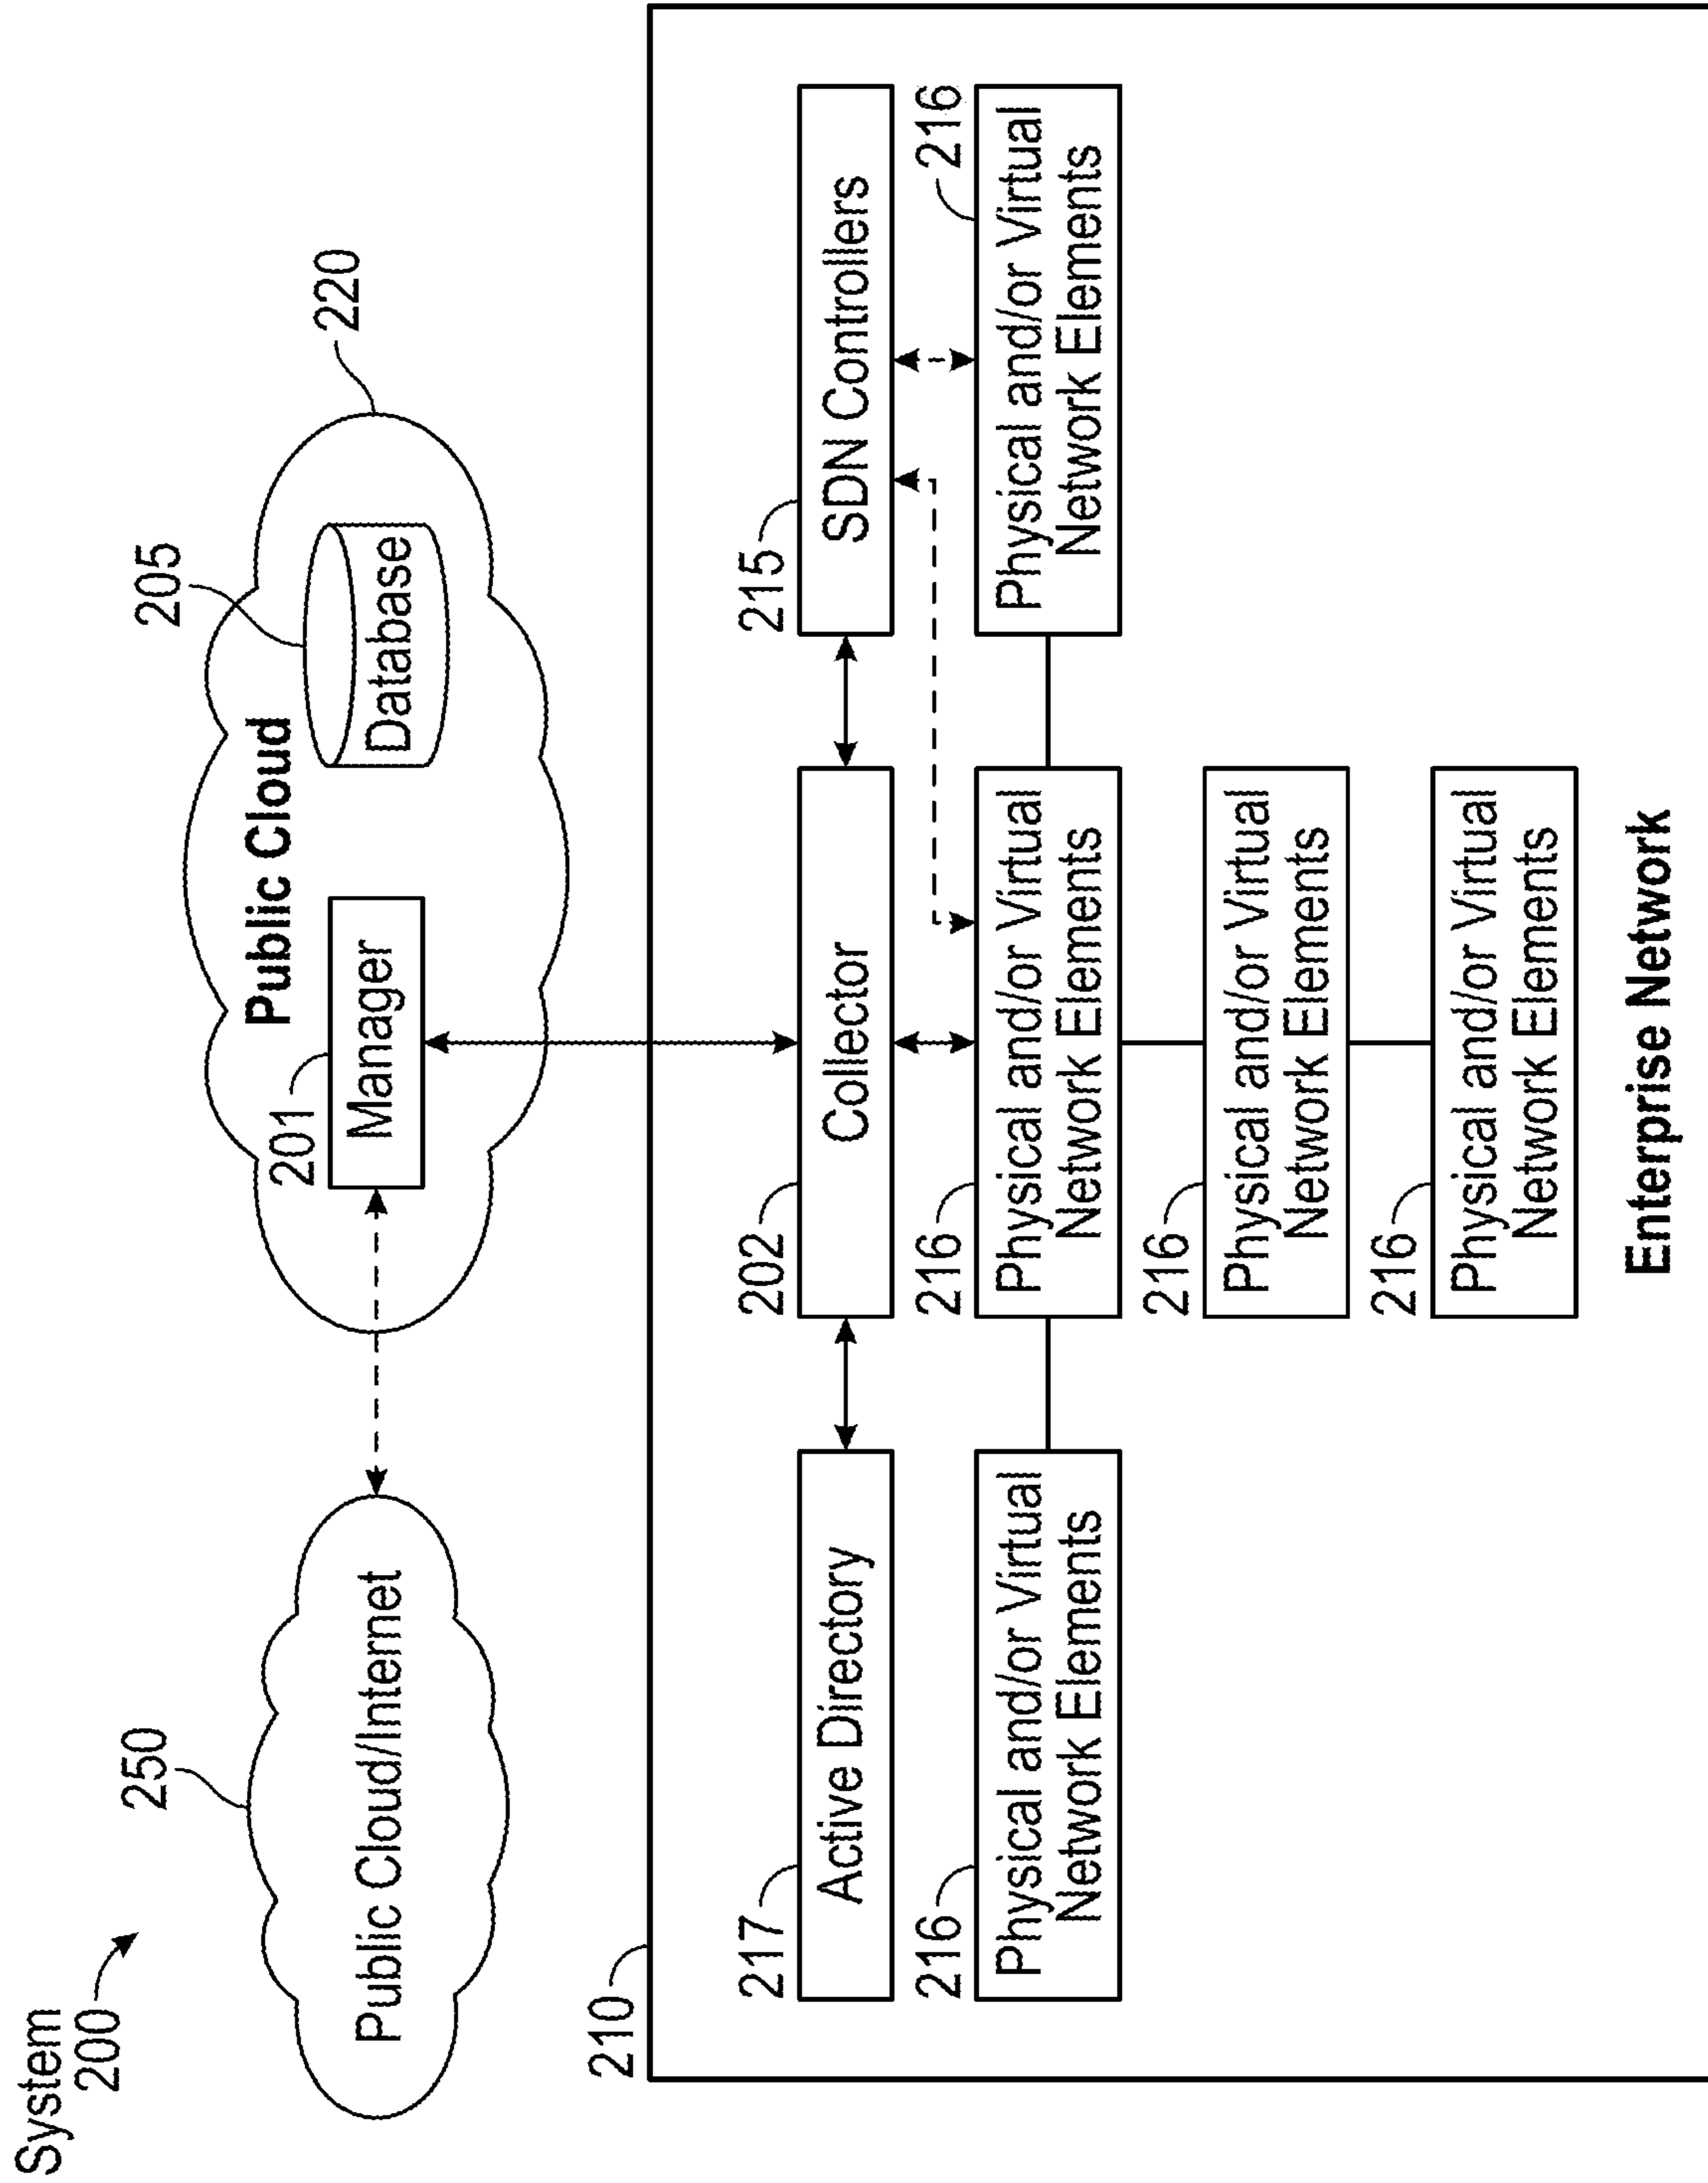 System
200
250
Public Cloud/Internet
220
Public Cloud
201
Manager
205
Database
210
217
Active Directory
202
Collector
215
SDN Controllers
216
Physical and/or Virtual
Network Elements
216
Physical and/or Virtual
Network Elements
216
Physical and/or Virtual
Network Elements
216
Physical and/or Virtual
Network Elements
216
Physical and/or Virtual
Network Elements
Enterprise Network